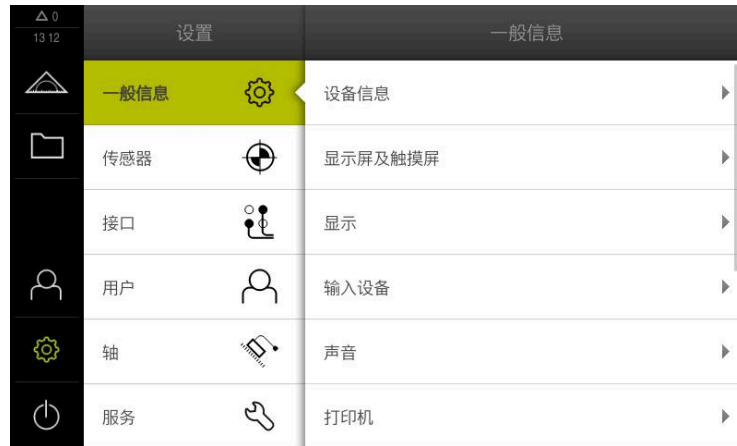 0
13 12
设置
一般信息
一般信息
传感器
接口
用户
轴
服务
设备信息
显示屏及触摸屏
显示
输入设备
声音
打印机